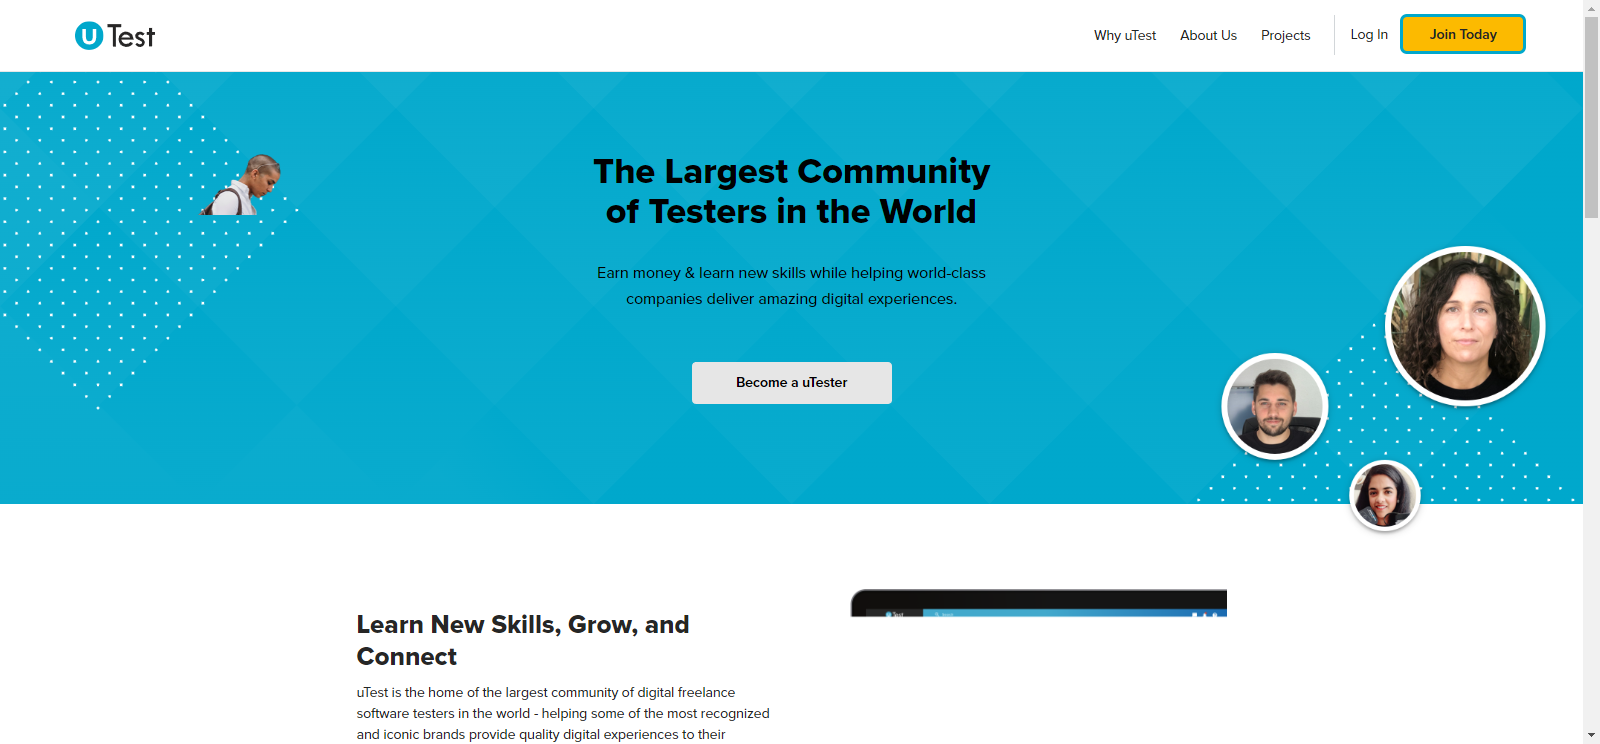 uTest
Why uTest
About Us
Projects
Log In
Join Today
The Largest Community
of Testers in the World
Earn money & learn new skills while helping world-class
companies deliver amazing digital experiences.
Become a uTester
Learn New Skills, Grow, and
Connect
uTest is the home of the largest community of digital freelance
software testers in the world - helping some of the most recognized
and iconic brands provide quality digital experiences to their
uTest